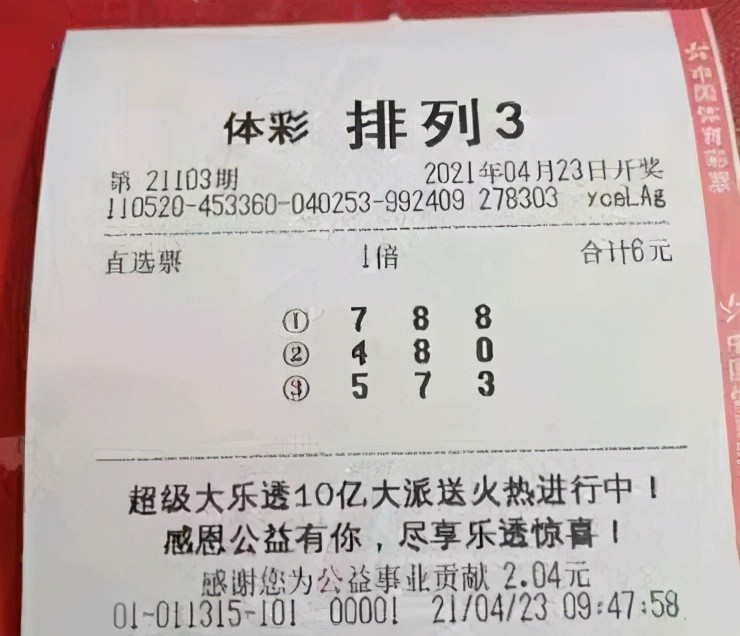 体彩 排列3
第 21103期 2021年04月23日开奖
110520-453360-040253-992409 278303 yceLAg
直选票 1倍 合计6元
① 7 8 8
② 4 8 0
③ 5 7 3
超级大乐透10亿大派送火热进行中！
感恩公益有你，尽享乐透惊喜！
感谢您为公益事业贡献 2.04元
01-011315-101 00001 21/04/23 09:47:58